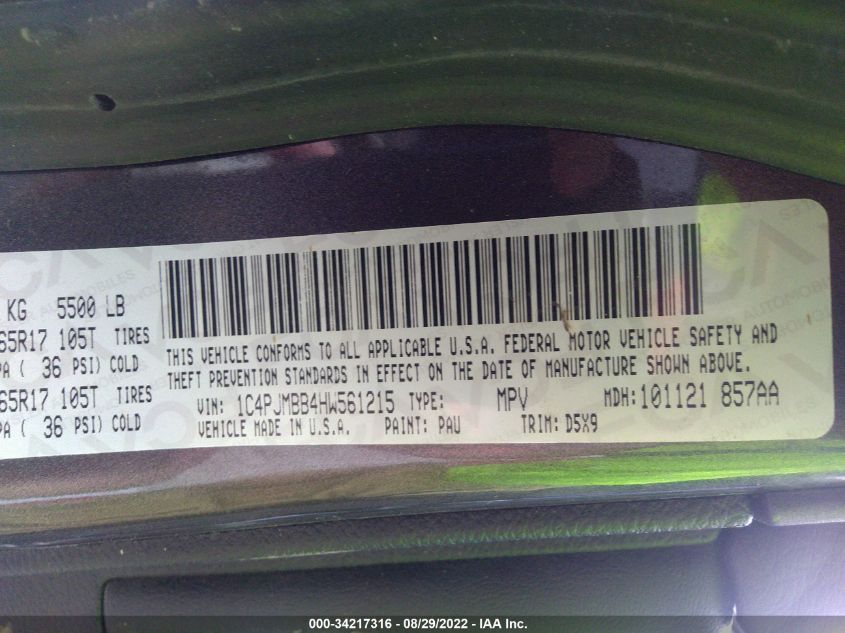 KG 5500 LB
65R17 105T TIRES
PA ( 36 PSI) COLD
65R17 105T TIRES
PA ( 36 PSI) COLD
THIS VEHICLE CONFORMS TO ALL APPLICABLE U.S.A. FEDERAL MOTOR VEHICLE SAFETY AND
THEFT PREVENTION STANDARDS IN EFFECT ON THE DATE OF MANUFACTURE SHOWN ABOVE.
VIN: 1C4PJMBB4HW561215 TYPE: MPV MDH: 101121 857AA
VEHICLE MADE IN U.S.A. PAINT: PAU TRIM: D5X9
000-34217316 - 08/29/2022 - IAA Inc.